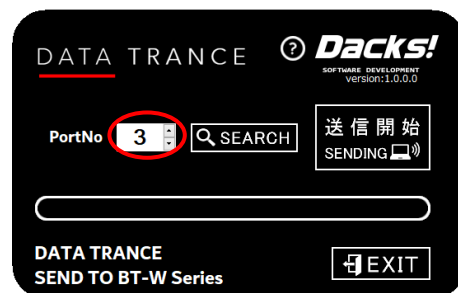 DATA TRANCE
?
Dacks!
SOFTWARE DEVELOPMENT
version:1.0.0.0
PortNo
3
SEARCH
送信開始
SENDING
DATA TRANCE
SEND TO BT-W Series
EXIT